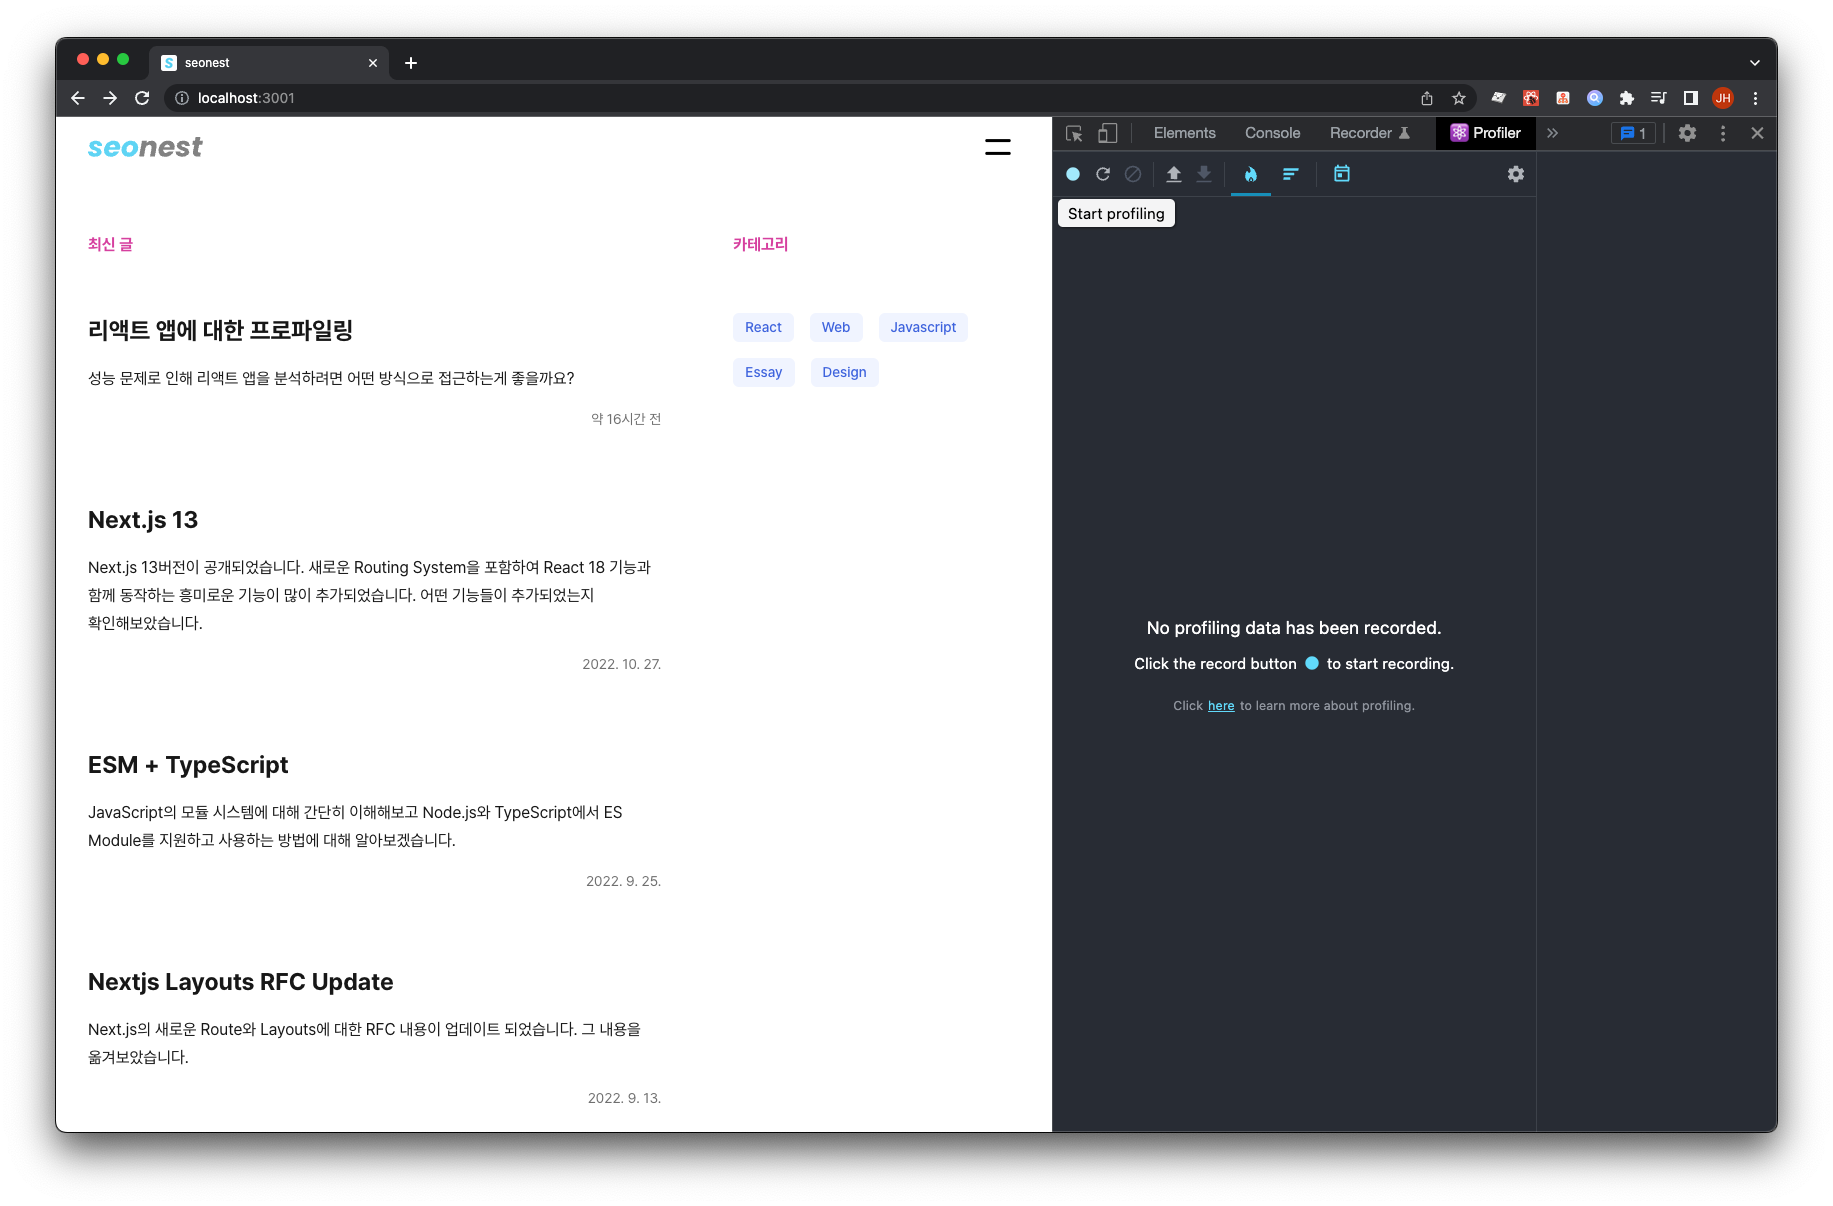 seonest
localhost:3001
JH
seonest
Elements
Console
Recorder
Profiler
1
Start profiling
최신 글
카테고리
리액트 앱에 대한 프로파일링
React
Web
Javascript
성능 문제로 인해 리액트 앱을 분석하려면 어떤 방식으로 접근하는게 좋을까요?
Essay
Design
약 16시간 전
Next.js 13
Next.js 13버전이 공개되었습니다. 새로운 Routing System을 포함하여 React 18 기능과
함께 동작하는 흥미로운 기능이 많이 추가되었습니다. 어떤 기능들이 추가되었는지
확인해보았습니다.
2022. 10. 27.
No profiling data has been recorded.
Click the record button to start recording.
Click here to learn more about profiling.
ESM + TypeScript
JavaScript의 모듈 시스템에 대해 간단히 이해해보고 Node.js와 TypeScript에서 ES
Module를 지원하고 사용하는 방법에 대해 알아보겠습니다.
2022. 9. 25.
Nextjs Layouts RFC Update
Next.js의 새로운 Route와 Layouts에 대한 RFC 내용이 업데이트 되었습니다. 그 내용을
옮겨보았습니다.
2022. 9. 13.